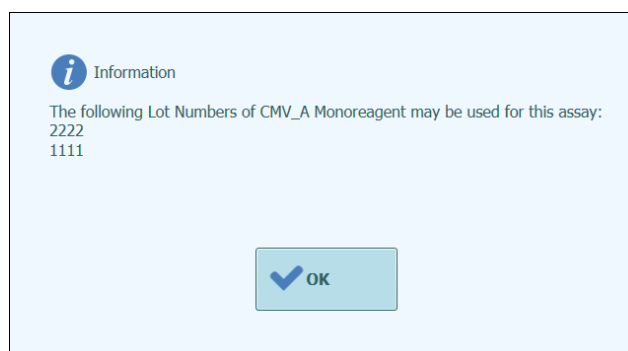 Information
The following Lot Numbers of CMV_A Monoreagent may be used for this assay:
2222
1111
OK